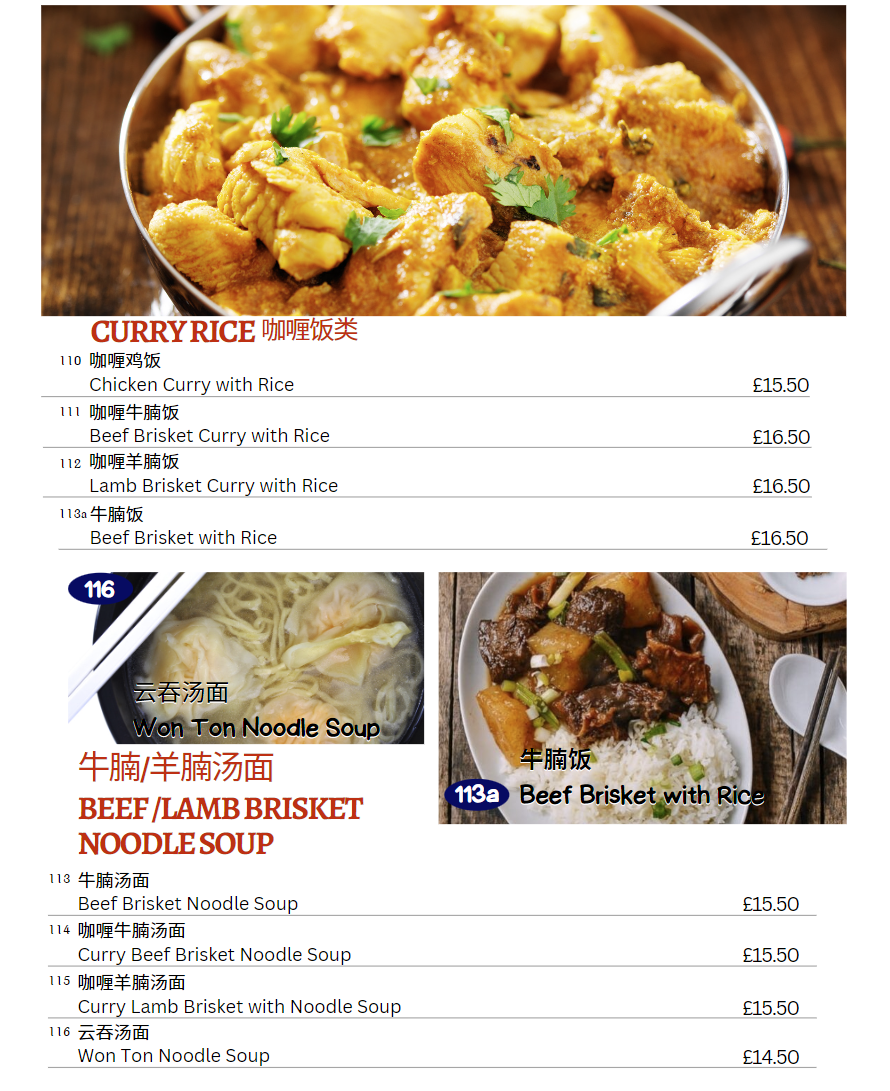 CURRY RICE 咖喱饭类
110 咖喱鸡饭
Chicken Curry with Rice £15.50
111 咖喱牛腩饭
Beef Brisket Curry with Rice £16.50
112 咖喱羊腩饭
Lamb Brisket Curry with Rice £16.50
113a 牛腩饭
Beef Brisket with Rice £16.50
116
云吞汤面
Won Ton Noodle Soup
牛腩饭
113a Beef Brisket with Rice
牛腩/羊腩汤面
BEEF /LAMB BRISKET
NOODLE SOUP
113 牛腩汤面
Beef Brisket Noodle Soup £15.50
114 咖喱牛腩汤面
Curry Beef Brisket Noodle Soup £15.50
115 咖喱羊腩汤面
Curry Lamb Brisket with Noodle Soup £15.50
116 云吞汤面
Won Ton Noodle Soup £14.50